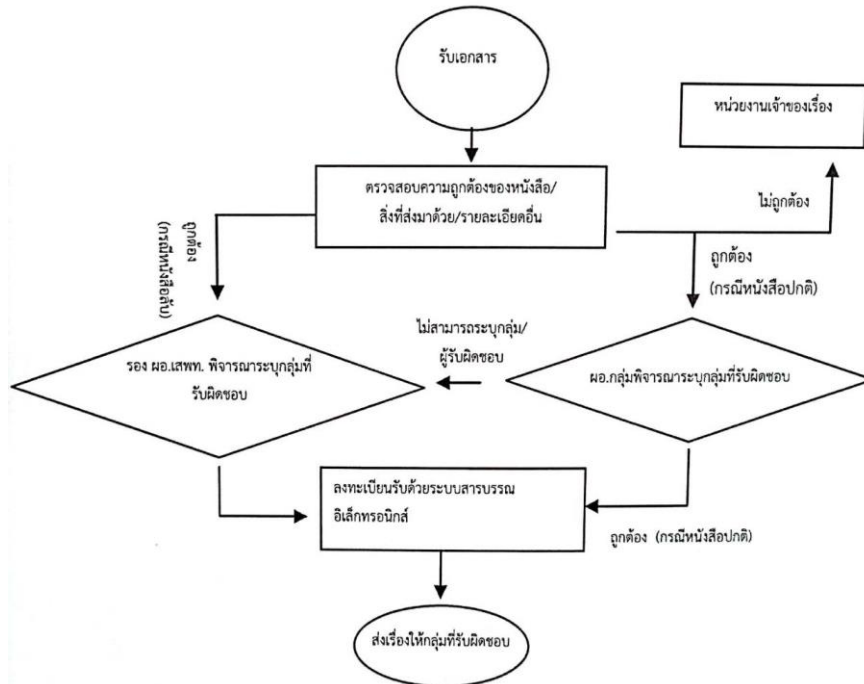 รับเอกสาร
หน่วยงานเจ้าของเรื่อง
ตรวจสอบความถูกต้องของหนังสือ/
สิ่งที่ส่งมาด้วย/รายละเอียดอื่น
ไม่ถูกต้อง
ถูกต้อง
(กรณีหนังสือลับ)
ถูกต้อง
(กรณีหนังสือปกติ)
ไม่สามารถระบุกลุ่ม/
ผู้รับผิดชอบ
รอง ผอ.เสพท. พิจารณาระบุกลุ่มที่
รับผิดชอบ
ผอ.กลุ่มพิจารณาระบุกลุ่มที่รับผิดชอบ
ลงทะเบียนรับด้วยระบบสารบรรณ
อิเล็กทรอนิกส์
ถูกต้อง (กรณีหนังสือปกติ)
ส่งเรื่องให้กลุ่มที่รับผิดชอบ